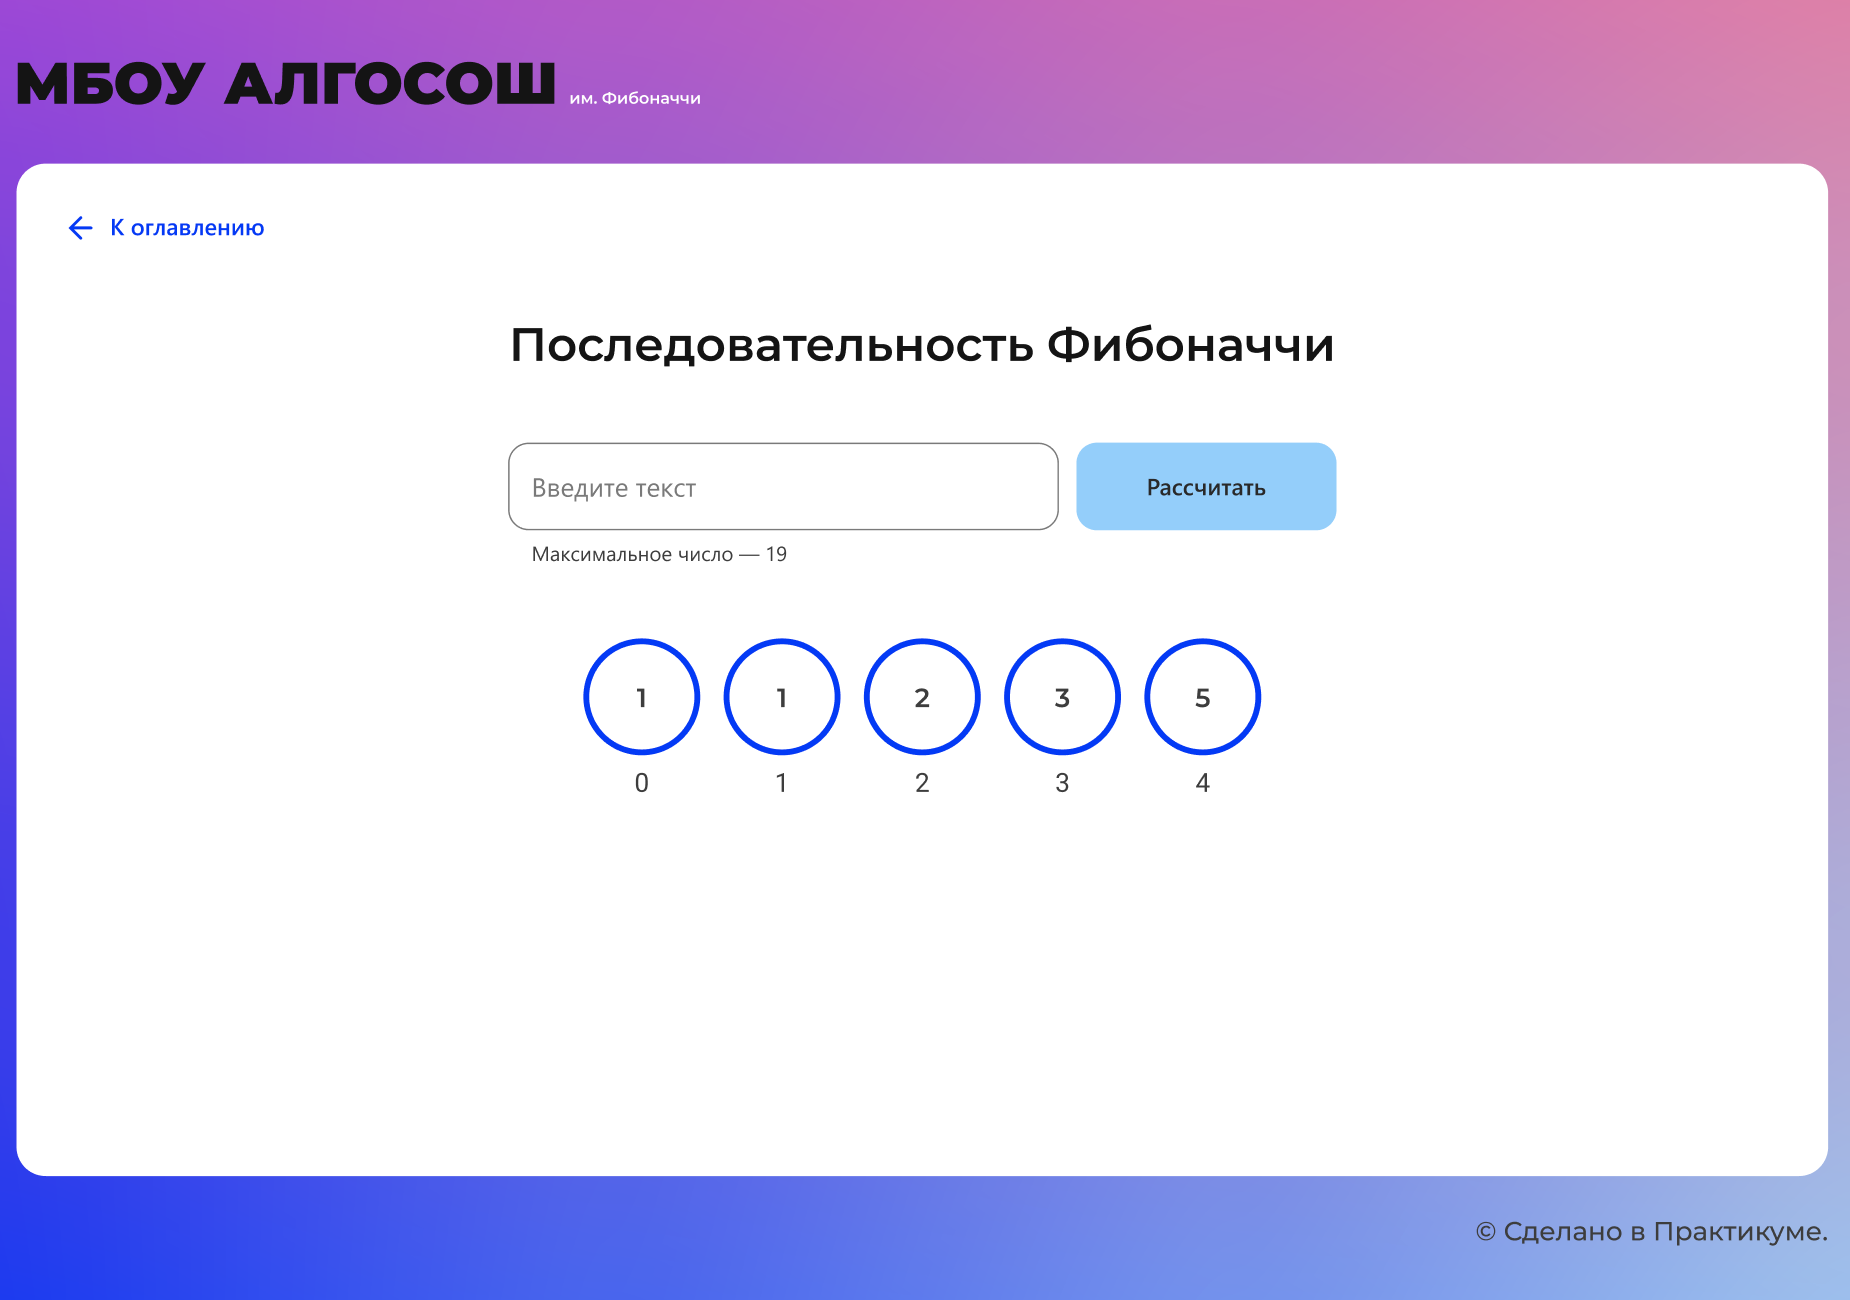 МБОУ АЛГОСОШ им. Фибоначчи
К оглавлению
Последовательность Фибоначчи
Введите текст
Рассчитать
Максимальное число — 19
1 1 2 3 5
0 1 2 3 4
© Сделано в Практикуме.